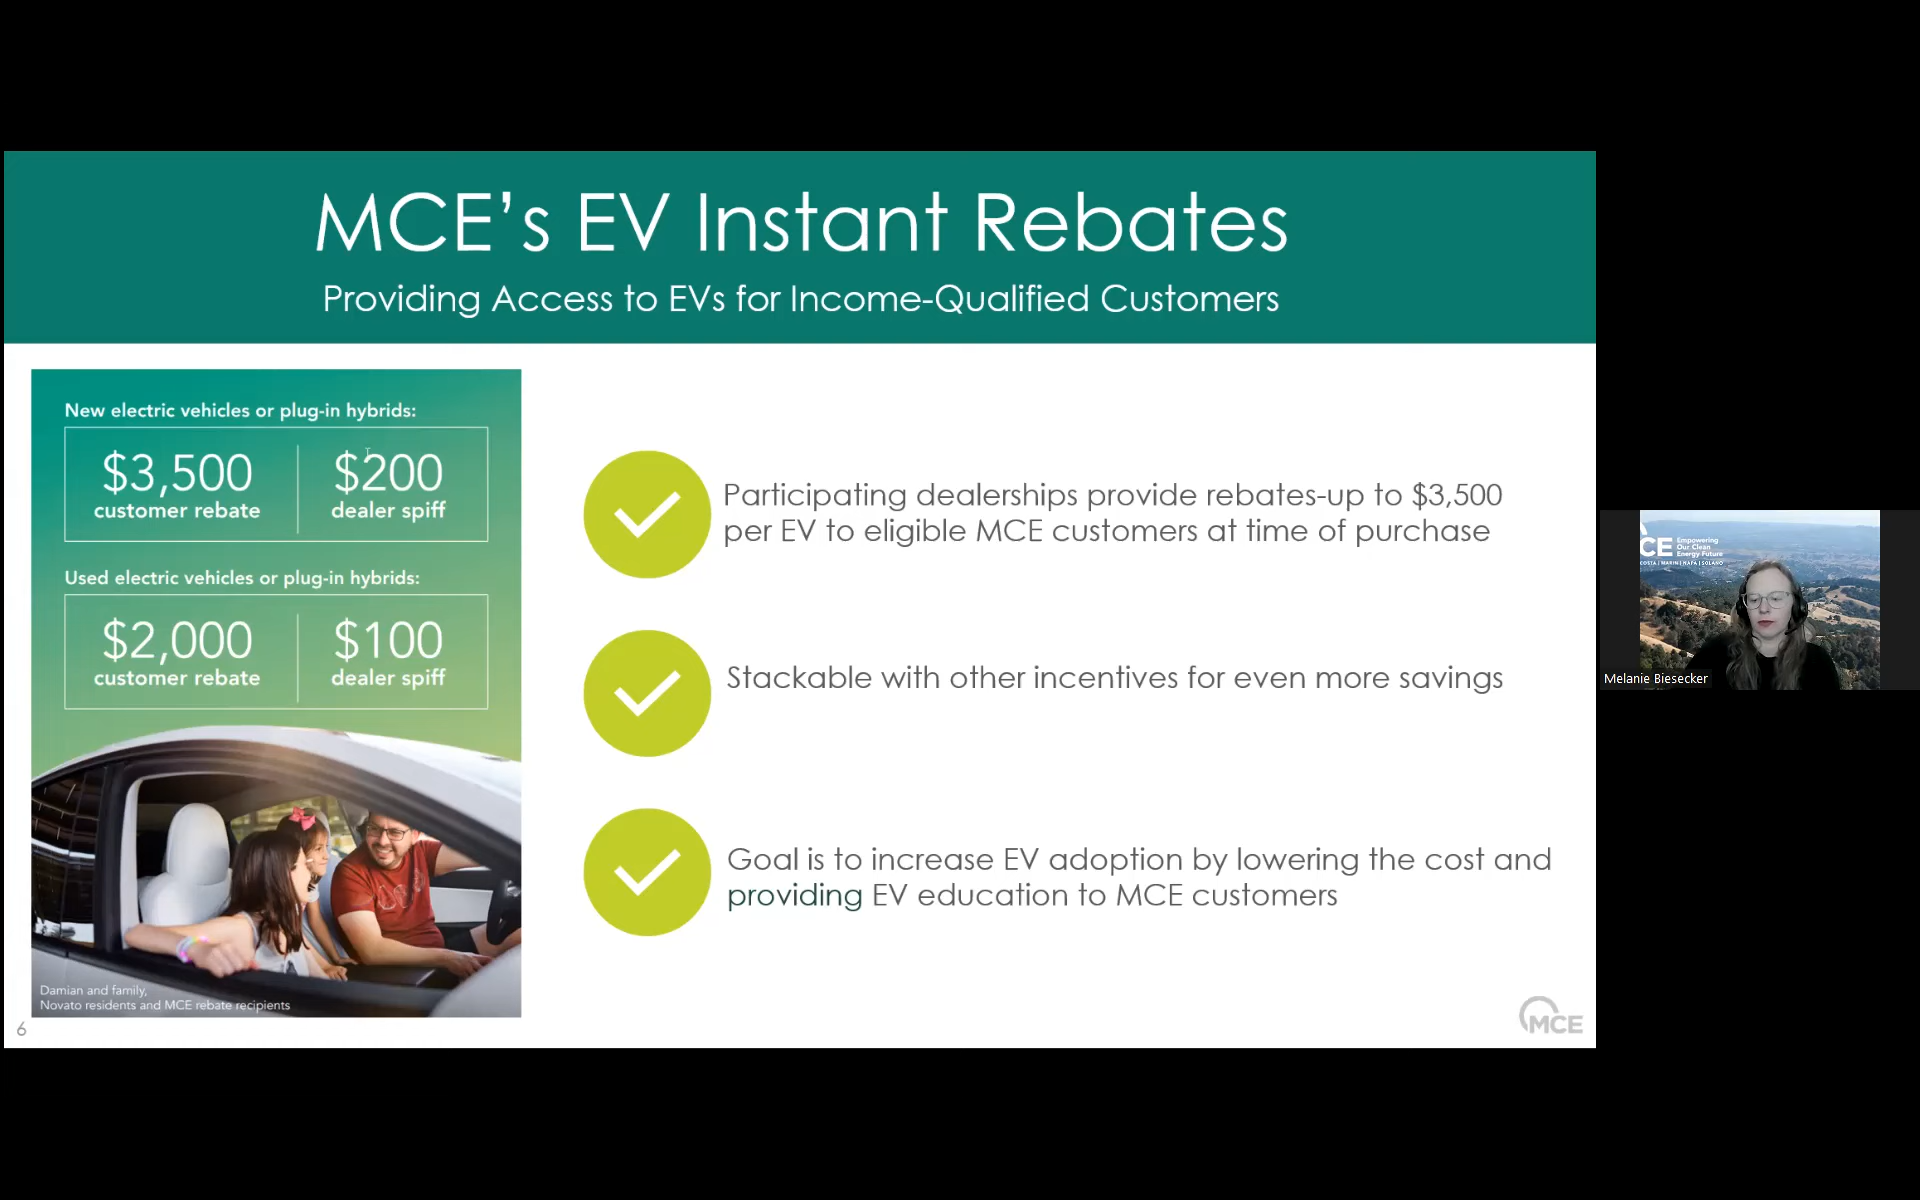 MCE's EV Instant Rebates
Providing Access to EVs for Income-Qualified Customers
New electric vehicles or plug-in hybrids:
$3,500
customer rebate
$200
dealer spiff
Used electric vehicles or plug-in hybrids:
$2,000
customer rebate
$100
dealer spiff
Damian and family,
Novato residents and MCE rebate recipients
6
Participating dealerships provide rebates-up to $3,500
per EV to eligible MCE customers at time of purchase
Stackable with other incentives for even more savings
Goal is to increase EV adoption by lowering the cost and
providing EV education to MCE customers
MCE
CE
Empowering
Our Clean
Energy Future
COSTA | MARIN | NAPA | SOLANO
Melanie Biesecker